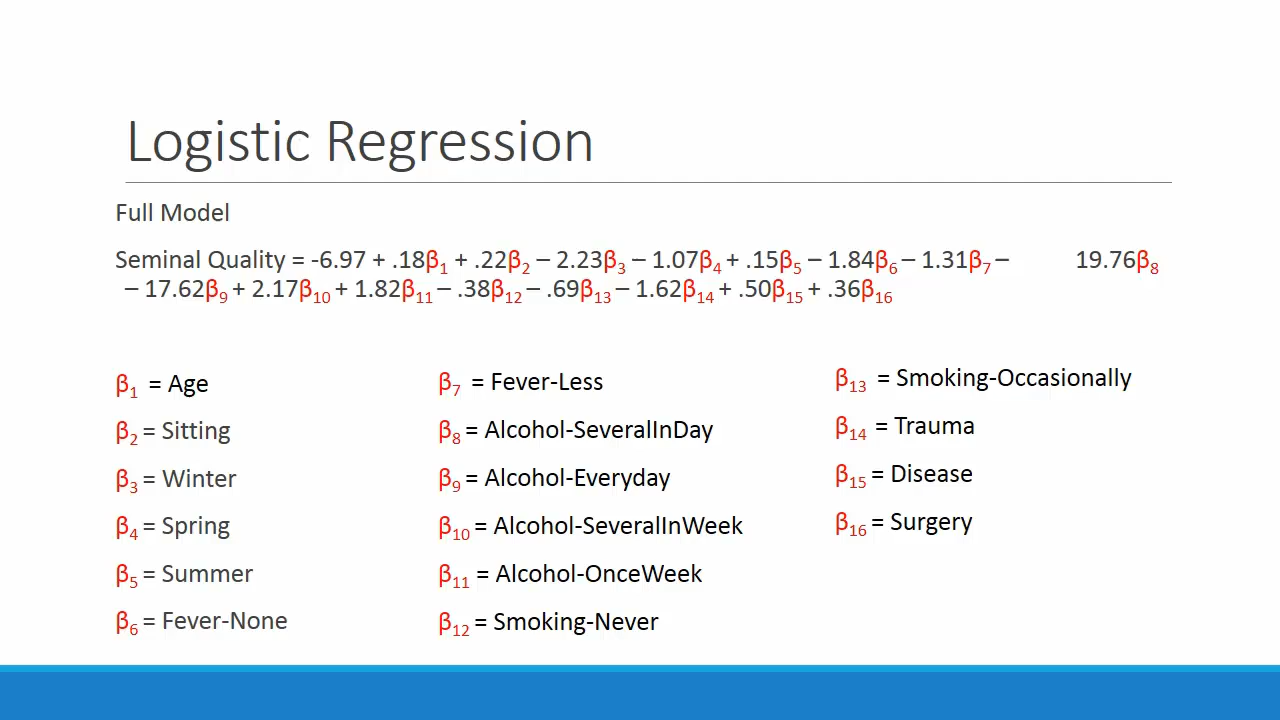 Logistic Regression
Full Model
Seminal Quality = -6.97 + .18β₁ + .22β₂ – 2.23β₃ – 1.07β₄ + .15β₅ – 1.84β₆ – 1.31β₇ – 19.76β₈
– 17.62β₉ + 2.17β₁₀ + 1.82β₁₁ – .38β₁₂ – .69β₁₃ – 1.62β₁₄ + .50β₁₅ + .36β₁₆
β₁ = Age
β₂ = Sitting
β₃ = Winter
β₄ = Spring
β₅ = Summer
β₆ = Fever-None
β₇ = Fever-Less
β₈ = Alcohol-SeveralInDay
β₉ = Alcohol-Everyday
β₁₀ = Alcohol-SeveralInWeek
β₁₁ = Alcohol-OnceWeek
β₁₂ = Smoking-Never
β₁₃ = Smoking-Occasionally
β₁₄ = Trauma
β₁₅ = Disease
β₁₆ = Surgery